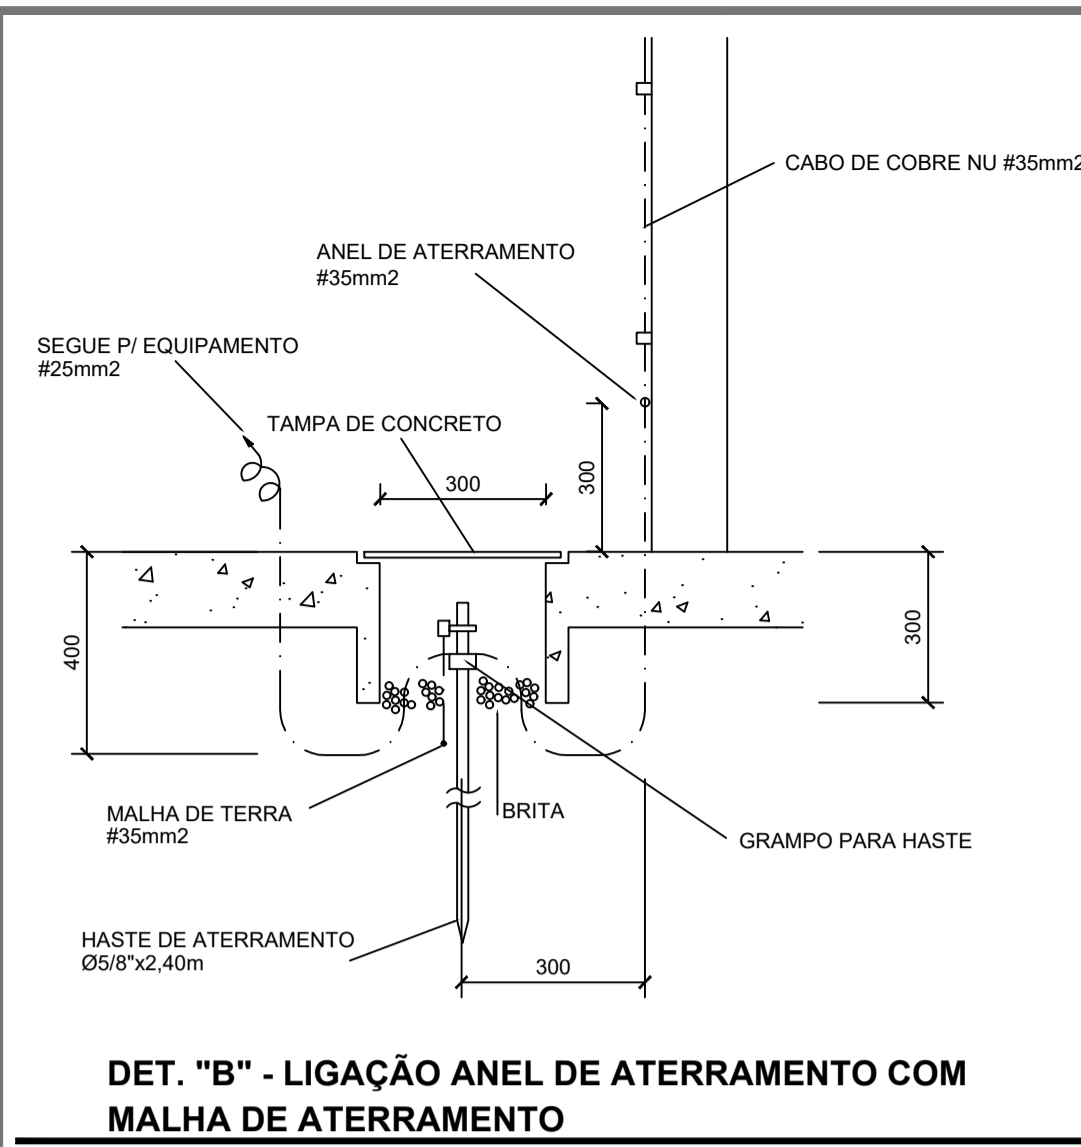 CABO DE COBRE NU #35mm2
ANEL DE ATERRAMENTO
#35mm2
SEGUE P/ EQUIPAMENTO
#25mm2
TAMPA DE CONCRETO
300
300
400
300
MALHA DE TERRA
#35mm2
BRITA
GRAMPO PARA HASTE
HASTE DE ATERRAMENTO
Ø5/8"x2,40m
300
DET. "B" - LIGAÇÃO ANEL DE ATERRAMENTO COM
MALHA DE ATERRAMENTO